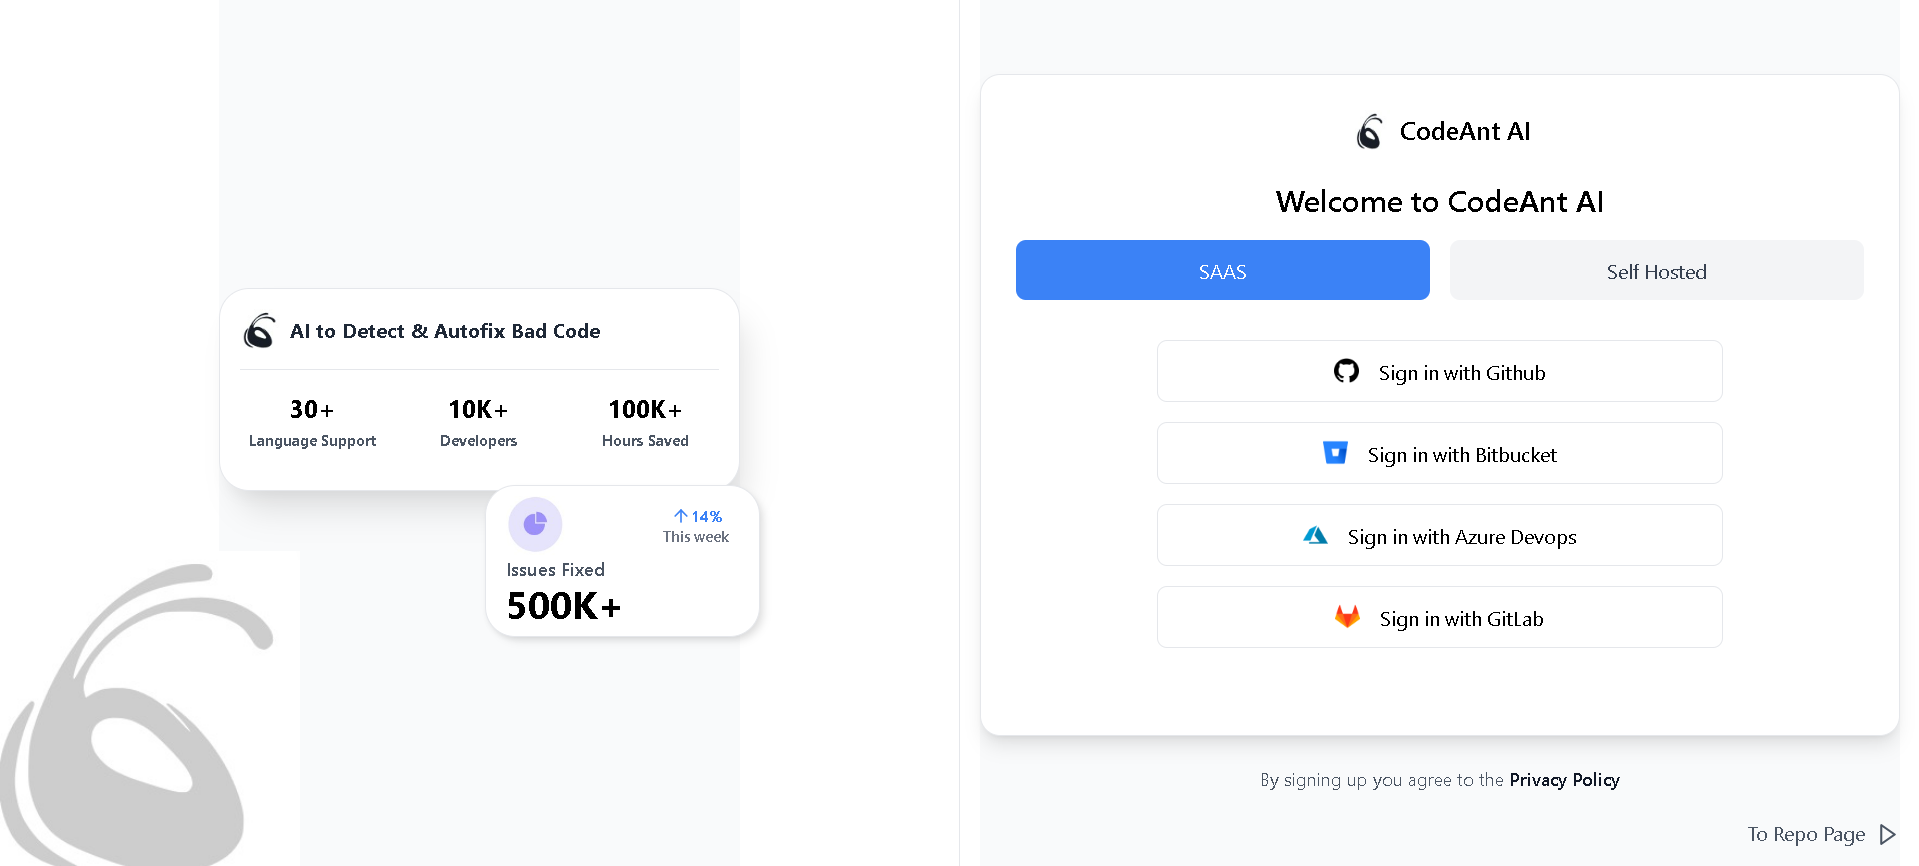 AI to Detect & Autofix Bad Code
30+
Language Support
10K+
Developers
100K+
Hours Saved
14%
This week
Issues Fixed
500K+
CodeAnt AI
Welcome to CodeAnt AI
SAAS
Self Hosted
Sign in with Github
Sign in with Bitbucket
Sign in with Azure Devops
Sign in with GitLab
By signing up you agree to the Privacy Policy
To Repo Page